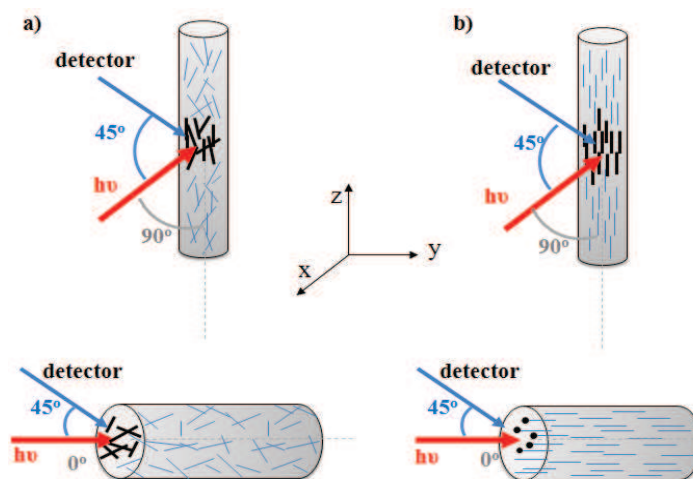 a)
detector
45º
hυ
90º
b)
detector
45º
hυ
90º
z
y
x
detector
45º
hυ
0º
detector
45º
hυ
0º